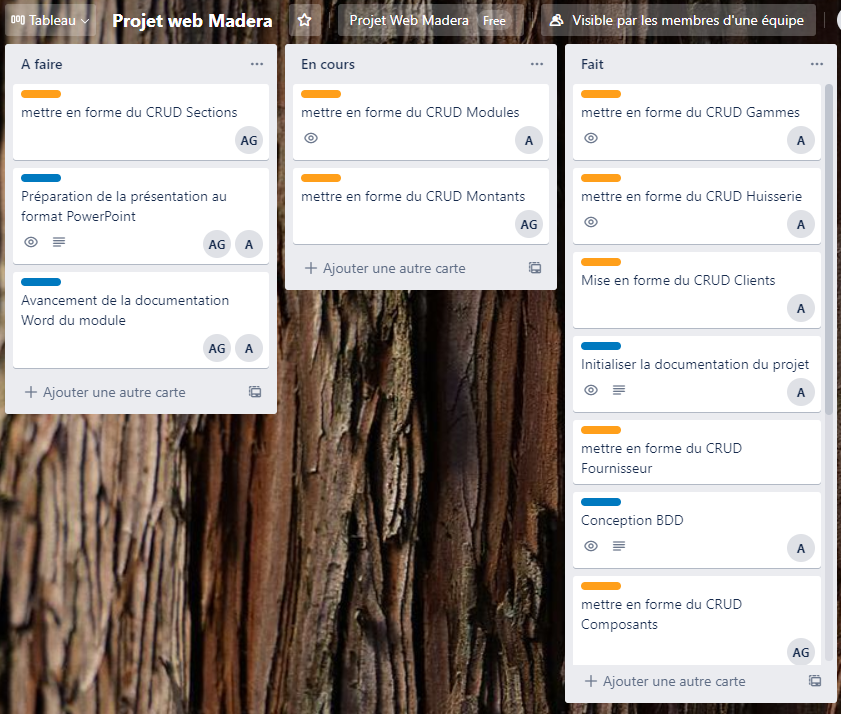 Tableau
Projet web Madera
Projet Web Madera Free
Visible par les membres d'une équipe
A faire
mettre en forme du CRUD Sections
AG
Préparation de la présentation au
format PowerPoint
AG A
Avancement de la documentation
Word du module
AG A
Ajouter une autre carte
En cours
mettre en forme du CRUD Modules
A
mettre en forme du CRUD Montants
AG
Ajouter une autre carte
Fait
mettre en forme du CRUD Gammes
A
mettre en forme du CRUD Huisserie
A
Mise en forme du CRUD Clients
A
Initialiser la documentation du projet
A
mettre en forme du CRUD
Fournisseur
Conception BDD
A
mettre en forme du CRUD
Composants
AG
Ajouter une autre carte